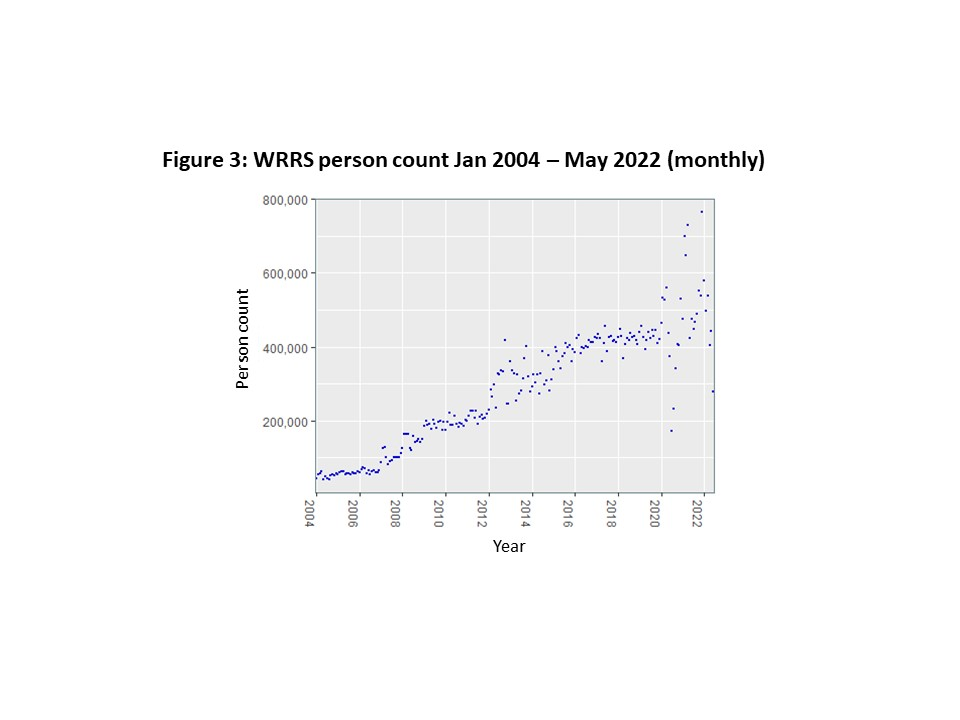 Figure 3: WRRS person count Jan 2004 – May 2022 (monthly)
800,000
600,000
400,000
200,000
Person count
2004 2006 2008 2010 2012 2014 2016 2018 2020 2022
Year